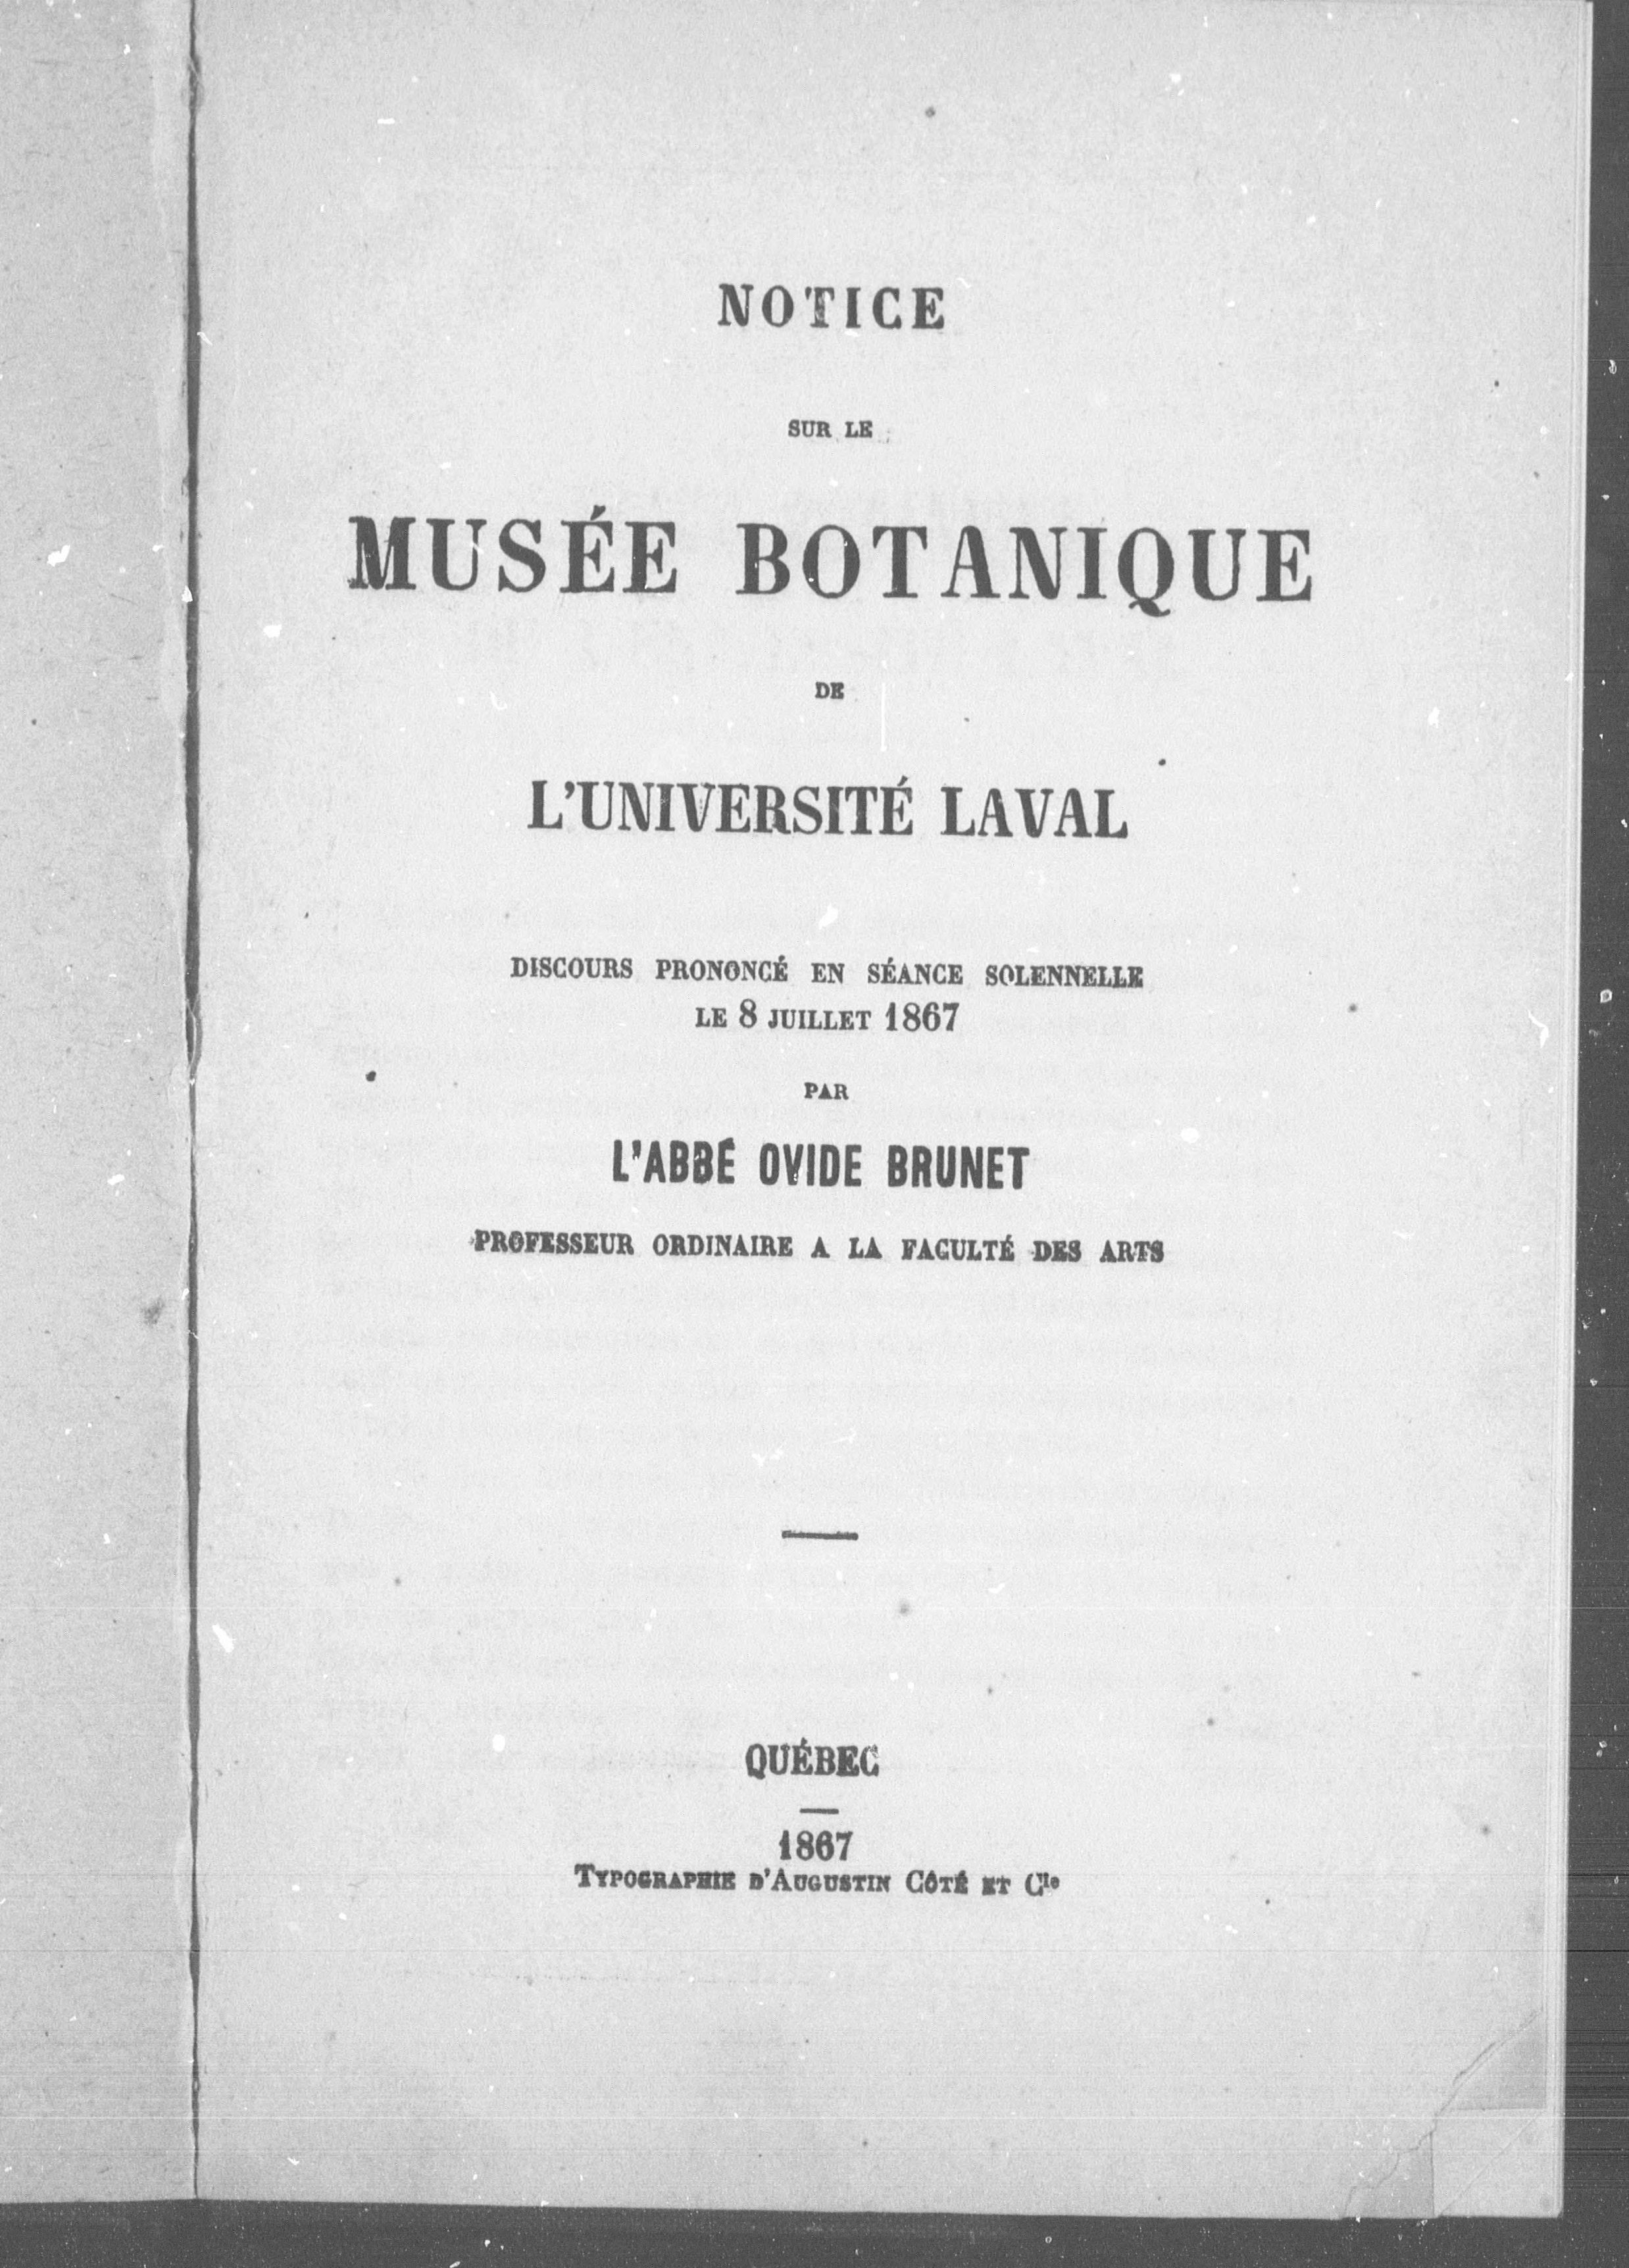 NOTICE
SUR LE
MUSÉE BOTANIQUE
DE
L'UNIVERSITÉ LAVAL
DISCOURS PRONONCÉ EN SÉANCE SOLENNELLE
LE 8 JUILLET 1867
PAR
L'ABBÉ OVIDE BRUNET
PROFESSEUR ORDINAIRE A LA FACULTÉ DES ARTS
QUÉBEC
1867
TYPOGRAPHIE D'AUGUSTIN CÔTÉ ET Cie